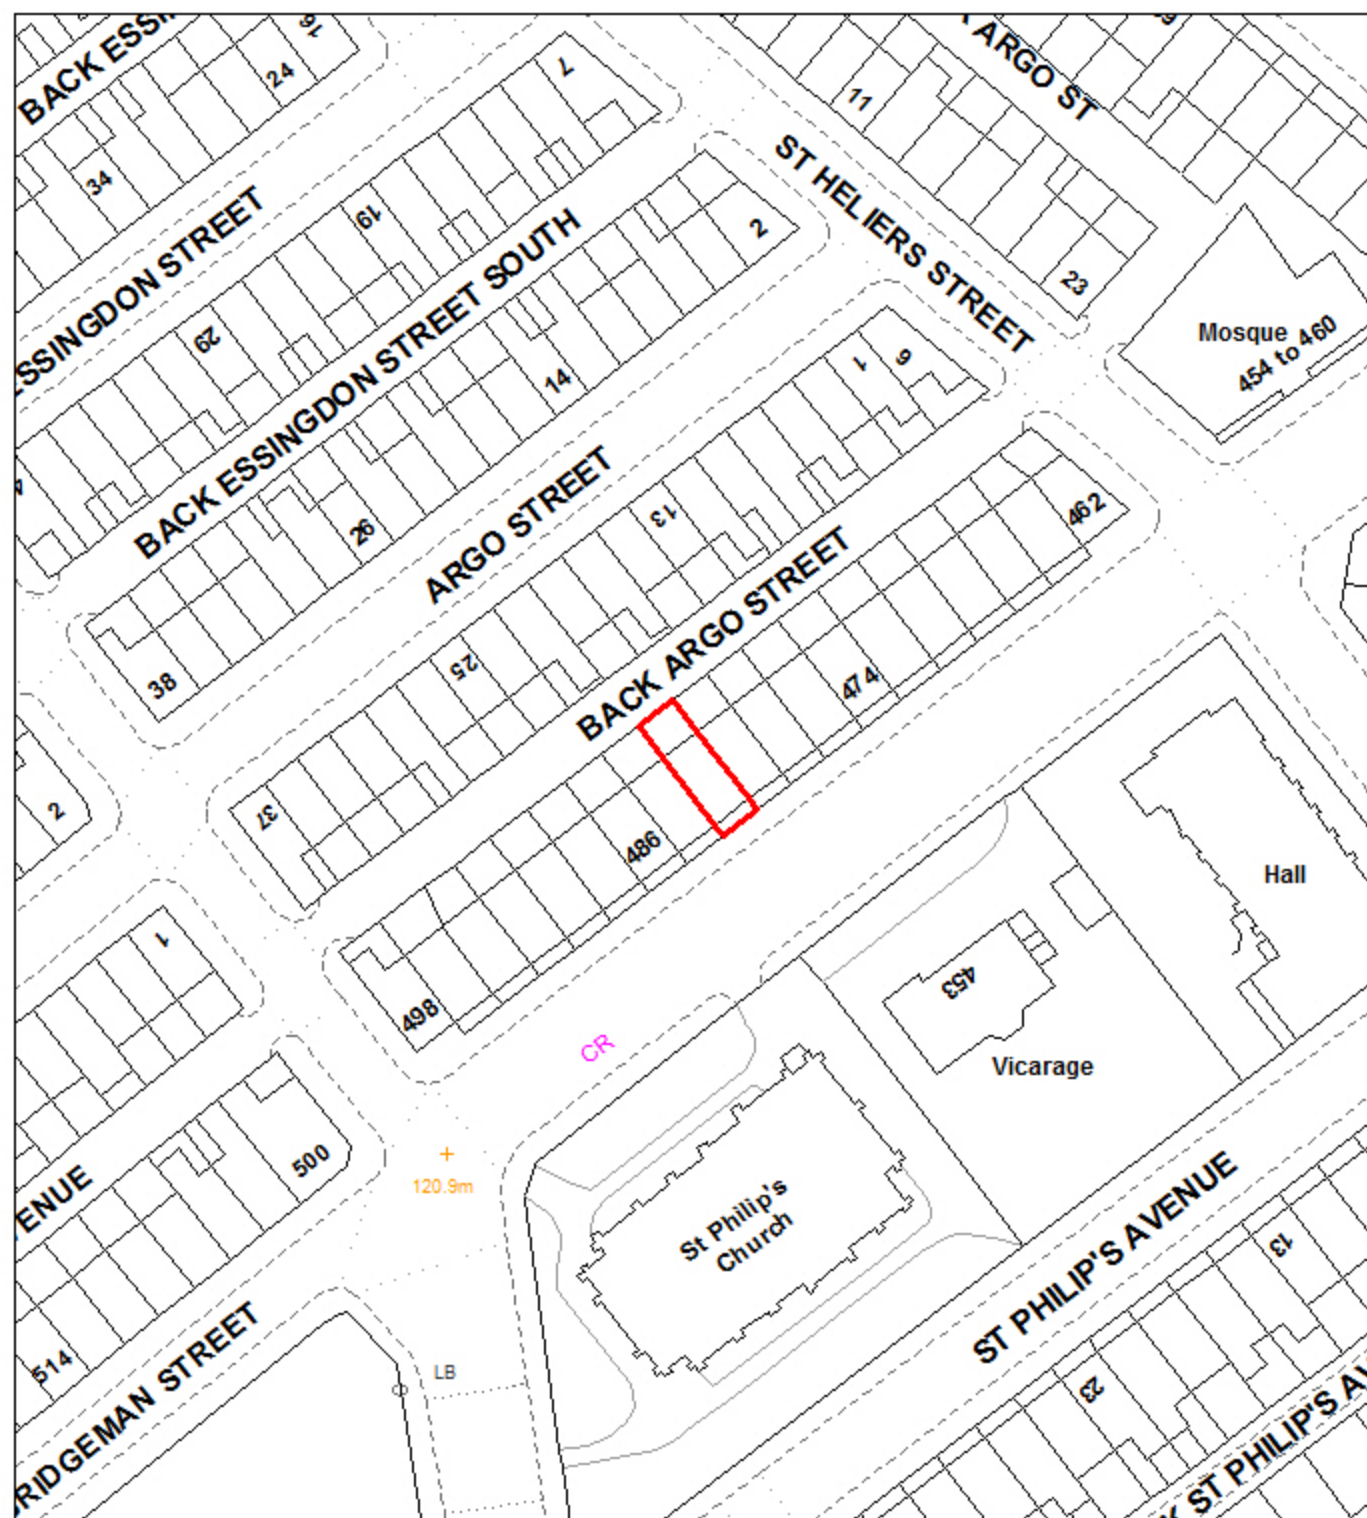 BACK ESSIN
16
24
34
7
11
ARGO ST
ST HELIERS STREET
23
Mosque
454 to 460
ESSINGDON STREET
19
29
BACK ESSINGDON STREET SOUTH
2
14
26
38
ARGO STREET
1
9
13
25
37
BACK ARGO STREET
462
474
486
498
2
1
CR
453
Vicarage
Hall
120.9m
500
ENUE
514
RIDGEMAN STREET
LB
St Philip's
Church
ST PHILIP'S AVENUE
13
23
K ST PHILIP'S AV